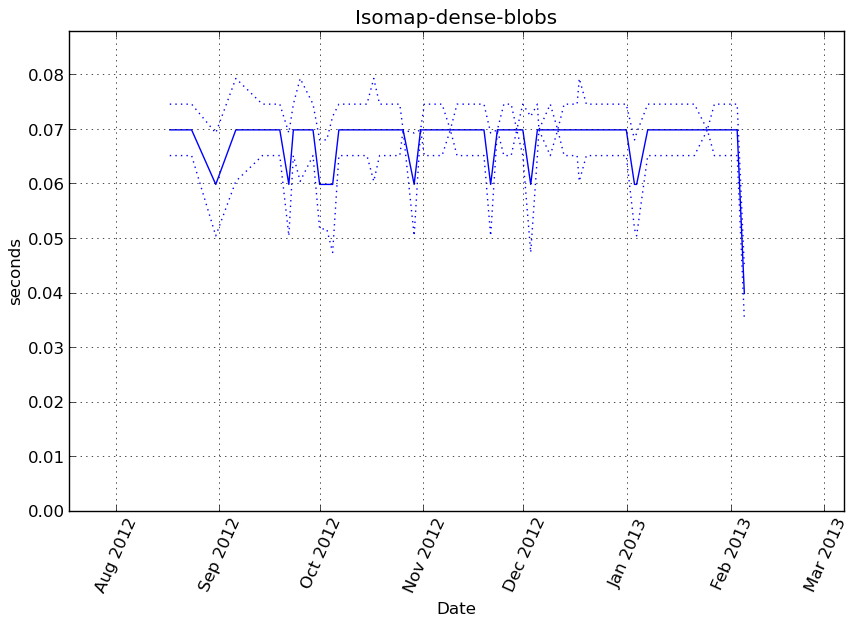 Isomap-dense-blobs
0.08
0.07
0.06
0.05
0.04
0.03
0.02
0.01
0.00
seconds
Aug 2012
Sep 2012
Oct 2012
Nov 2012
Dec 2012
Jan 2013
Feb 2013
Mar 2013
Date